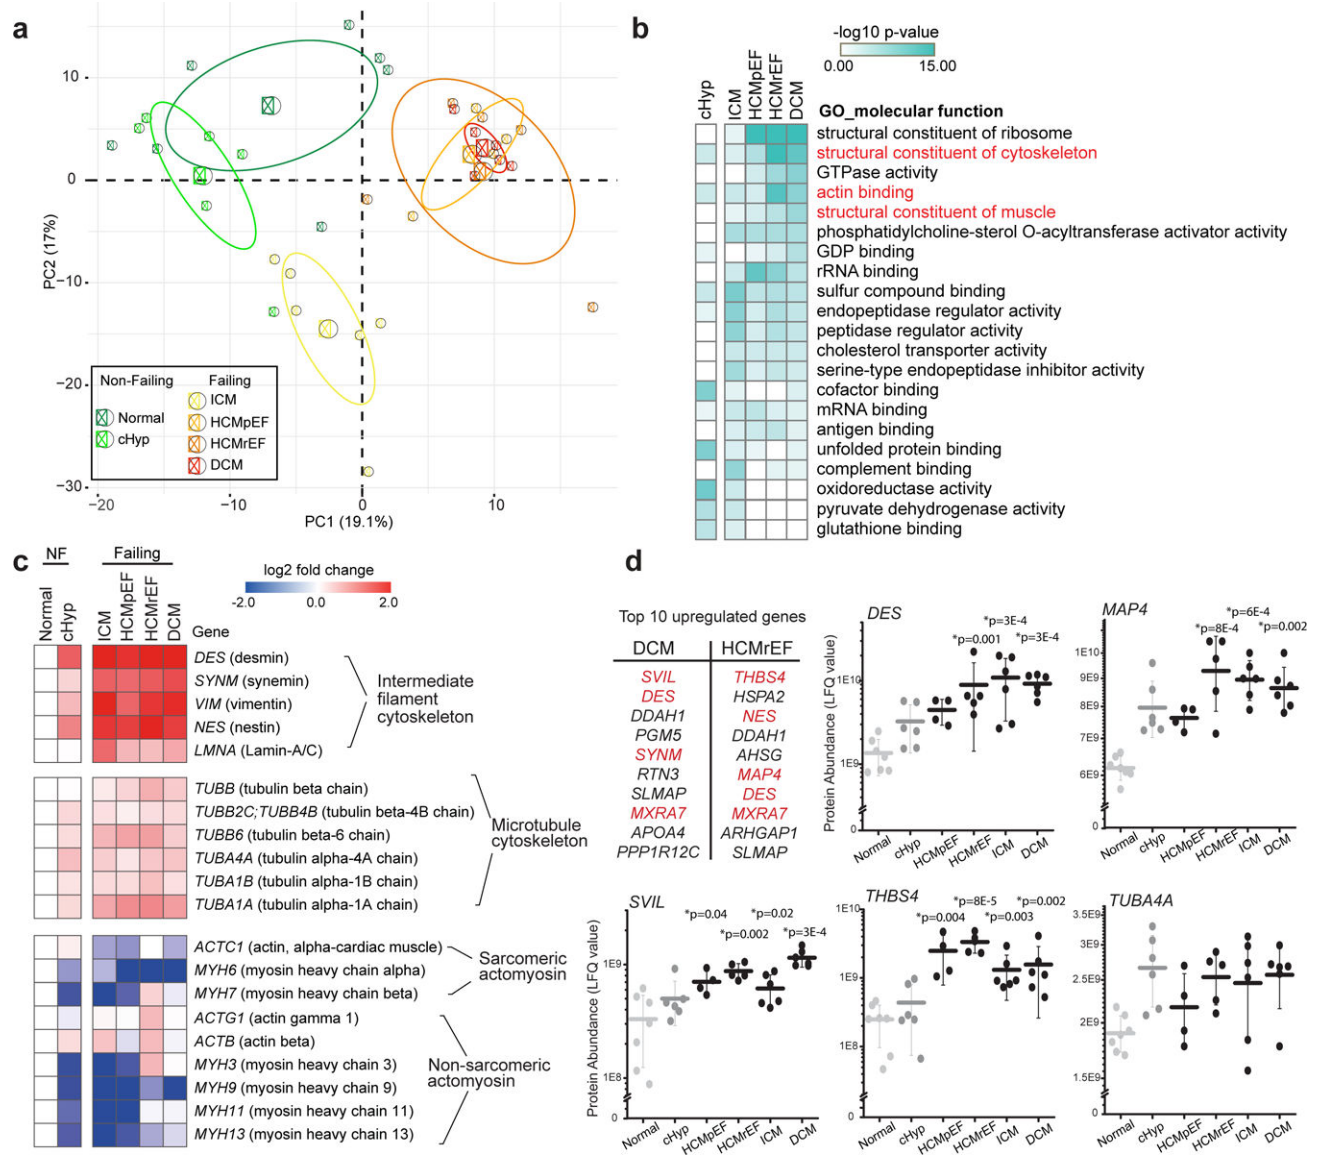 a
PC2 (17%)
10
0
−10
−20
−30
−20
−10
0
10
PC1 (19.1%)
Non-Failing
Failing
Normal
cHyp
ICM
HCMpEF
HCMrEF
DCM
b
-log10 p-value
0.00
15.00
cHyp
ICM
HCMpEF
HCMrEF
DCM
GO_molecular function
structural constituent of ribosome
structural constituent of cytoskeleton
GTPase activity
actin binding
structural constituent of muscle
phosphatidylcholine-sterol O-acyltransferase activator activity
GDP binding
rRNA binding
sulfur compound binding
endopeptidase regulator activity
peptidase regulator activity
cholesterol transporter activity
serine-type endopeptidase inhibitor activity
cofactor binding
mRNA binding
antigen binding
unfolded protein binding
complement binding
oxidoreductase activity
pyruvate dehydrogenase activity
glutathione binding
c
NF
Failing
log2 fold change
-2.0
0.0
2.0
Normal
cHyp
ICM
HCMpEF
HCMrEF
DCM
Gene
DES (desmin)
SYNM (synemin)
VIM (vimentin)
NES (nestin)
LMNA (Lamin-A/C)
Intermediate
filament
cytoskeleton
TUBB (tubulin beta chain)
TUBB2C;TUBB4B (tubulin beta-4B chain)
TUBB6 (tubulin beta-6 chain)
TUBA4A (tubulin alpha-4A chain)
TUBA1B (tubulin alpha-1B chain)
TUBA1A (tubulin alpha-1A chain)
Microtubule
cytoskeleton
ACTC1 (actin, alpha-cardiac muscle)
MYH6 (myosin heavy chain alpha)
MYH7 (myosin heavy chain beta)
ACTG1 (actin gamma 1)
ACTB (actin beta)
MYH3 (myosin heavy chain 3)
MYH9 (myosin heavy chain 9)
MYH11 (myosin heavy chain 11)
MYH13 (myosin heavy chain 13)
Sarcomeric
actomyosin
Non-sarcomeric
actomyosin
d
Top 10 upregulated genes
DCM HCMrEF
SVIL THBS4
DES HSPA2
DDAH1 NES
PGM5 DDAH1
SYNM AHSG
RTN3 MAP4
SLMAP DES
MXRA7 MXRA7
APOA4 ARHGAP1
PPP1R12C SLMAP
DES
Protein Abundance (LFQ value)
1E10
1E9
0
*p=0.001
*p=3E-4
*p=3E-4
Normal
cHyp
HCMpEF
HCMrEF
ICM
DCM
MAP4
1E10
9E9
8E9
7E9
6E9
0
*p=8E-4
*p=6E-4
*p=0.002
Normal
cHyp
HCMpEF
HCMrEF
ICM
DCM
SVIL
Protein Abundance (LFQ value)
1E9
1E8
0
*p=0.04
*p=0.002
*p=0.02
*p=3E-4
Normal
cHyp
HCMpEF
HCMrEF
ICM
DCM
THBS4
1E10
1E9
1E8
0
*p=0.004
*p=8E-5
*p=0.003
*p=0.002
Normal
cHyp
HCMpEF
HCMrEF
ICM
DCM
TUBA4A
3.5E9
3E9
2.5E9
2E9
1.5E9
0
Normal
cHyp
HCMpEF
HCMrEF
ICM
DCM